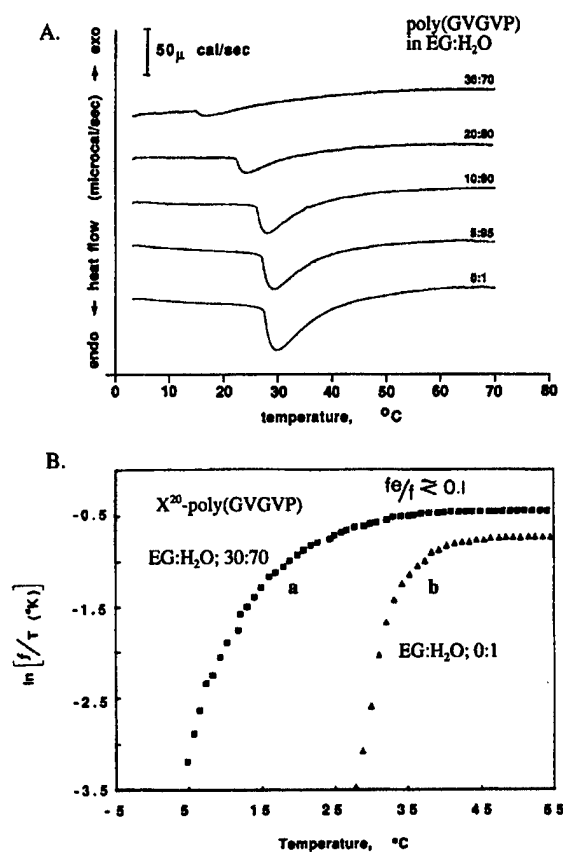 A.
50μ cal/sec
poly(GVGVP)
in EG:H₂O
endo ← heat flow (microcal/sec) → exo
30:70
20:80
10:90
5:95
0:1
0 10 20 30 40 50 60 70 80
temperature, °C
B.
X²⁰-poly(GVGVP)
fe/f ≷ 0.1
EG:H₂O; 30:70
a
b
EG:H₂O; 0:1
ln [f/T (°K)]
-0.5
-1.5
-2.5
-3.5
-5 5 15 25 35 45 55
Temperature, °C